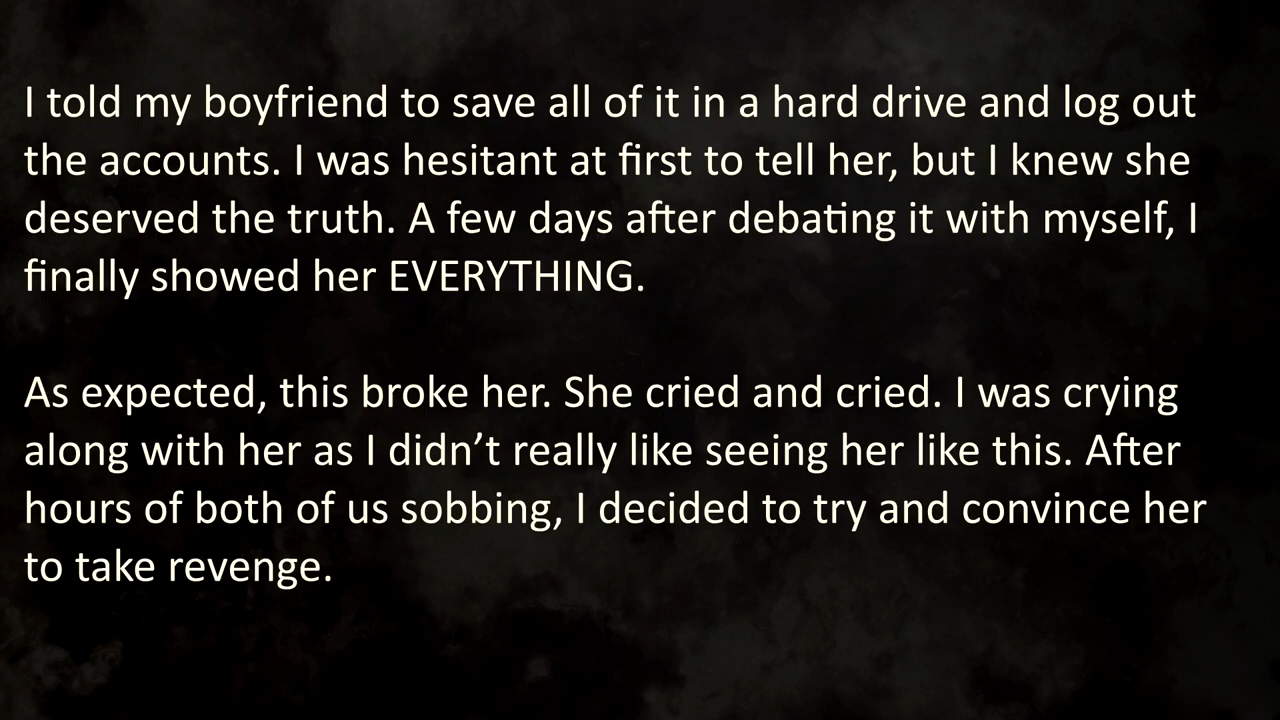 I told my boyfriend to save all of it in a hard drive and log out
the accounts. I was hesitant at first to tell her, but I knew she
deserved the truth. A few days after debating it with myself, I
finally showed her EVERYTHING.
As expected, this broke her. She cried and cried. I was crying
along with her as I didn’t really like seeing her like this. After
hours of both of us sobbing, I decided to try and convince her
to take revenge.